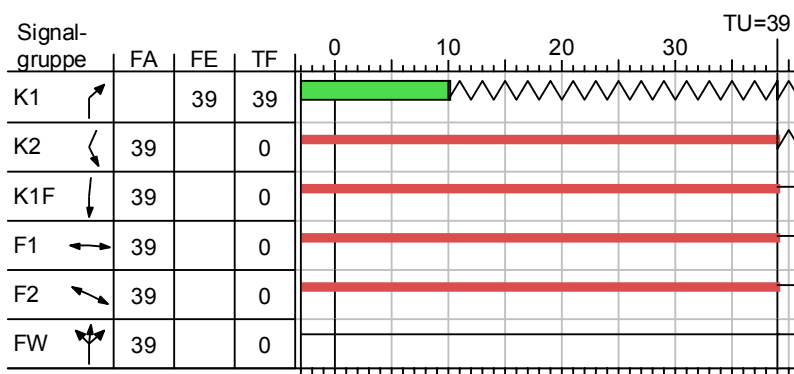 TU=39
Signal-
gruppe FA FE TF 0 10 20 30
K1 39 39
K2 39 0
K1F 39 0
F1 39 0
F2 39 0
FW 39 0